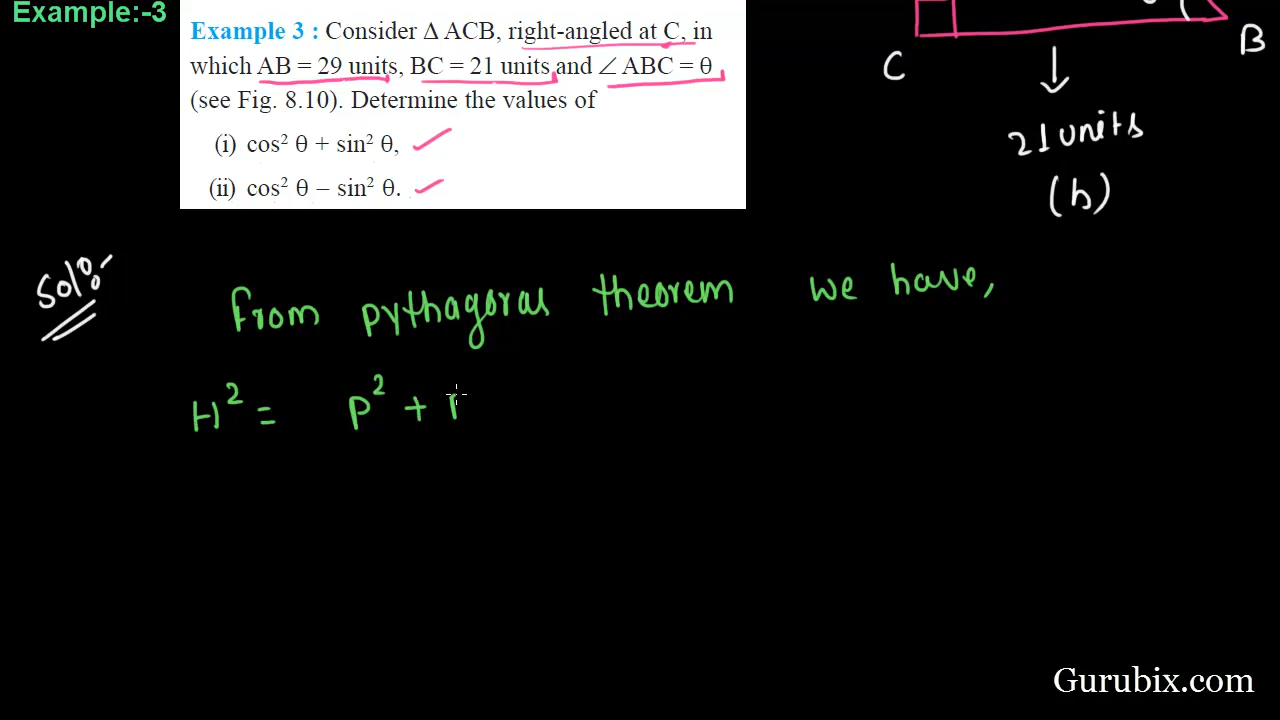 Example:-3
Example 3 : Consider Δ ACB, right-angled at C, in
which AB = 29 units, BC = 21 units and ∠ ABC = θ
(see Fig. 8.10). Determine the values of
(i) cos² θ + sin² θ,
(ii) cos² θ – sin² θ.
C
B
21 units
(b)
Sol%
From pythagoras theorem we have,
H² = P² +
Gurubix.com